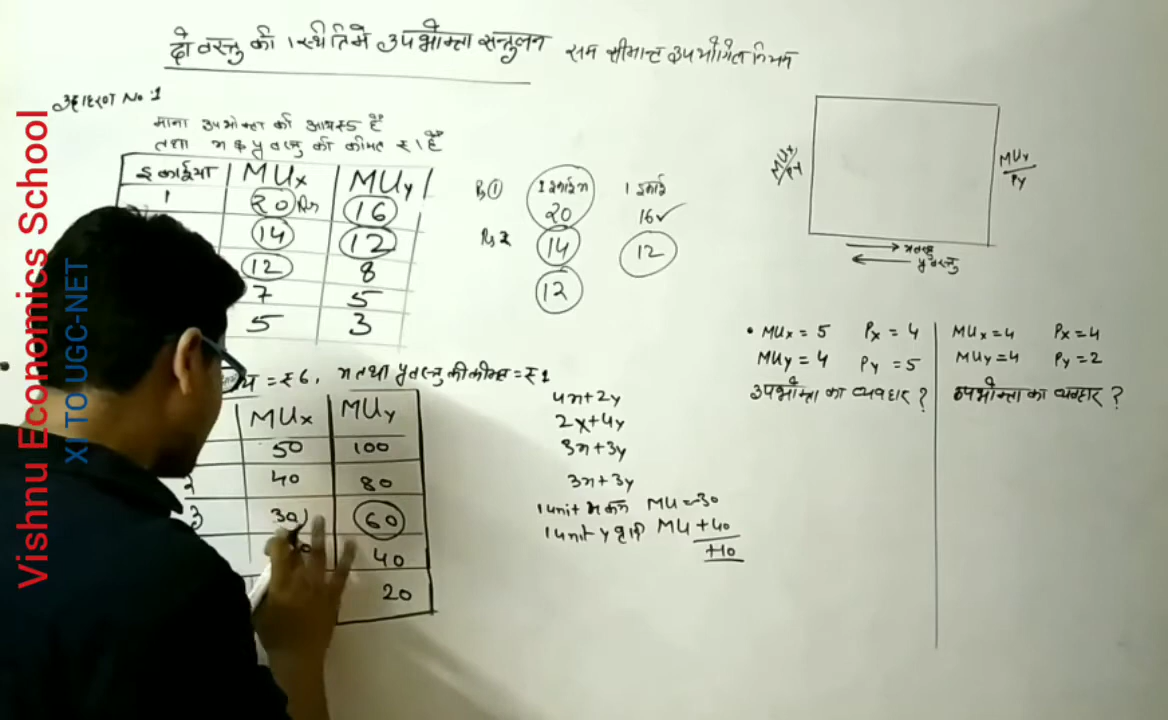 दो वस्तु की स्थिति में उपभोक्ता सन्तुलन सम सीमान्त उपयोगिता नियम
उदाहरण No :1
माना उपभोक्ता की आय ₹5 है
तथा x व y वस्तु की कीमत ₹1 है
इकाईया MUx MUy
1 20 16
14 12
12 8
7 5
5 3
1 इकाई
20
14
12
1 इकाई
16✓
12
MUx/Px
MUy/Py
x वस्तु
y वस्तु
= ₹6, x तथा y वस्तु की कीमत = ₹1
MUx MUy
50 100
2 40 80
3 30 60
40
20
4x+2y
2x+4y
3x+3y
3x+3y
1 unit x कम MU = -30
1 unit y वृद्धि MU +40
+10
• MUx = 5 Px = 4
MUy = 4 Py = 5
उपभोक्ता का व्यवहार ?
MUx = 4 Px = 4
MUy = 4 Py = 2
उपभोक्ता का व्यवहार ?
Vishnu Economics School
XI TO UGC-NET